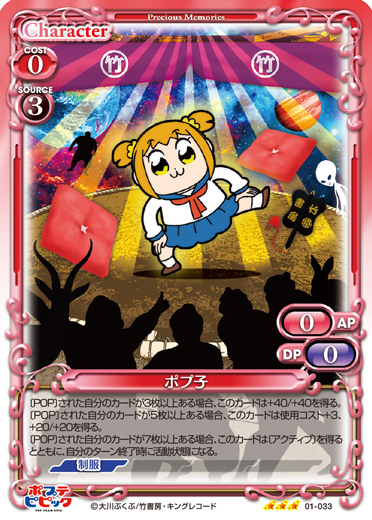 Precious Memories
Character
COST
0
SOURCE
3
竹 竹
0 AP
DP 0
ポプ子
[POP]された自分のカードが3枚以上ある場合、このカードは+40/+40を得る。
[POP]された自分のカードが5枚以上ある場合、このカードは使用コスト+3、
+20/+20を得る。
[POP]された自分のカードが7枚以上ある場合、このカードは〔アクティブ〕を得る
とともに、自分のターン終了時に活動状態になる。
制服
ポプテ
ピピック
POP TEAM EPIC
©大川ぶくぶ/竹書房・キングレコード
01-033